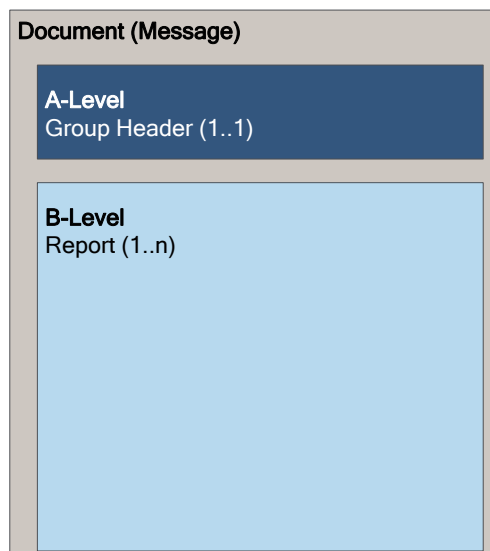 Document (Message)
A-Level
Group Header (1..1)
B-Level
Report (1..n)